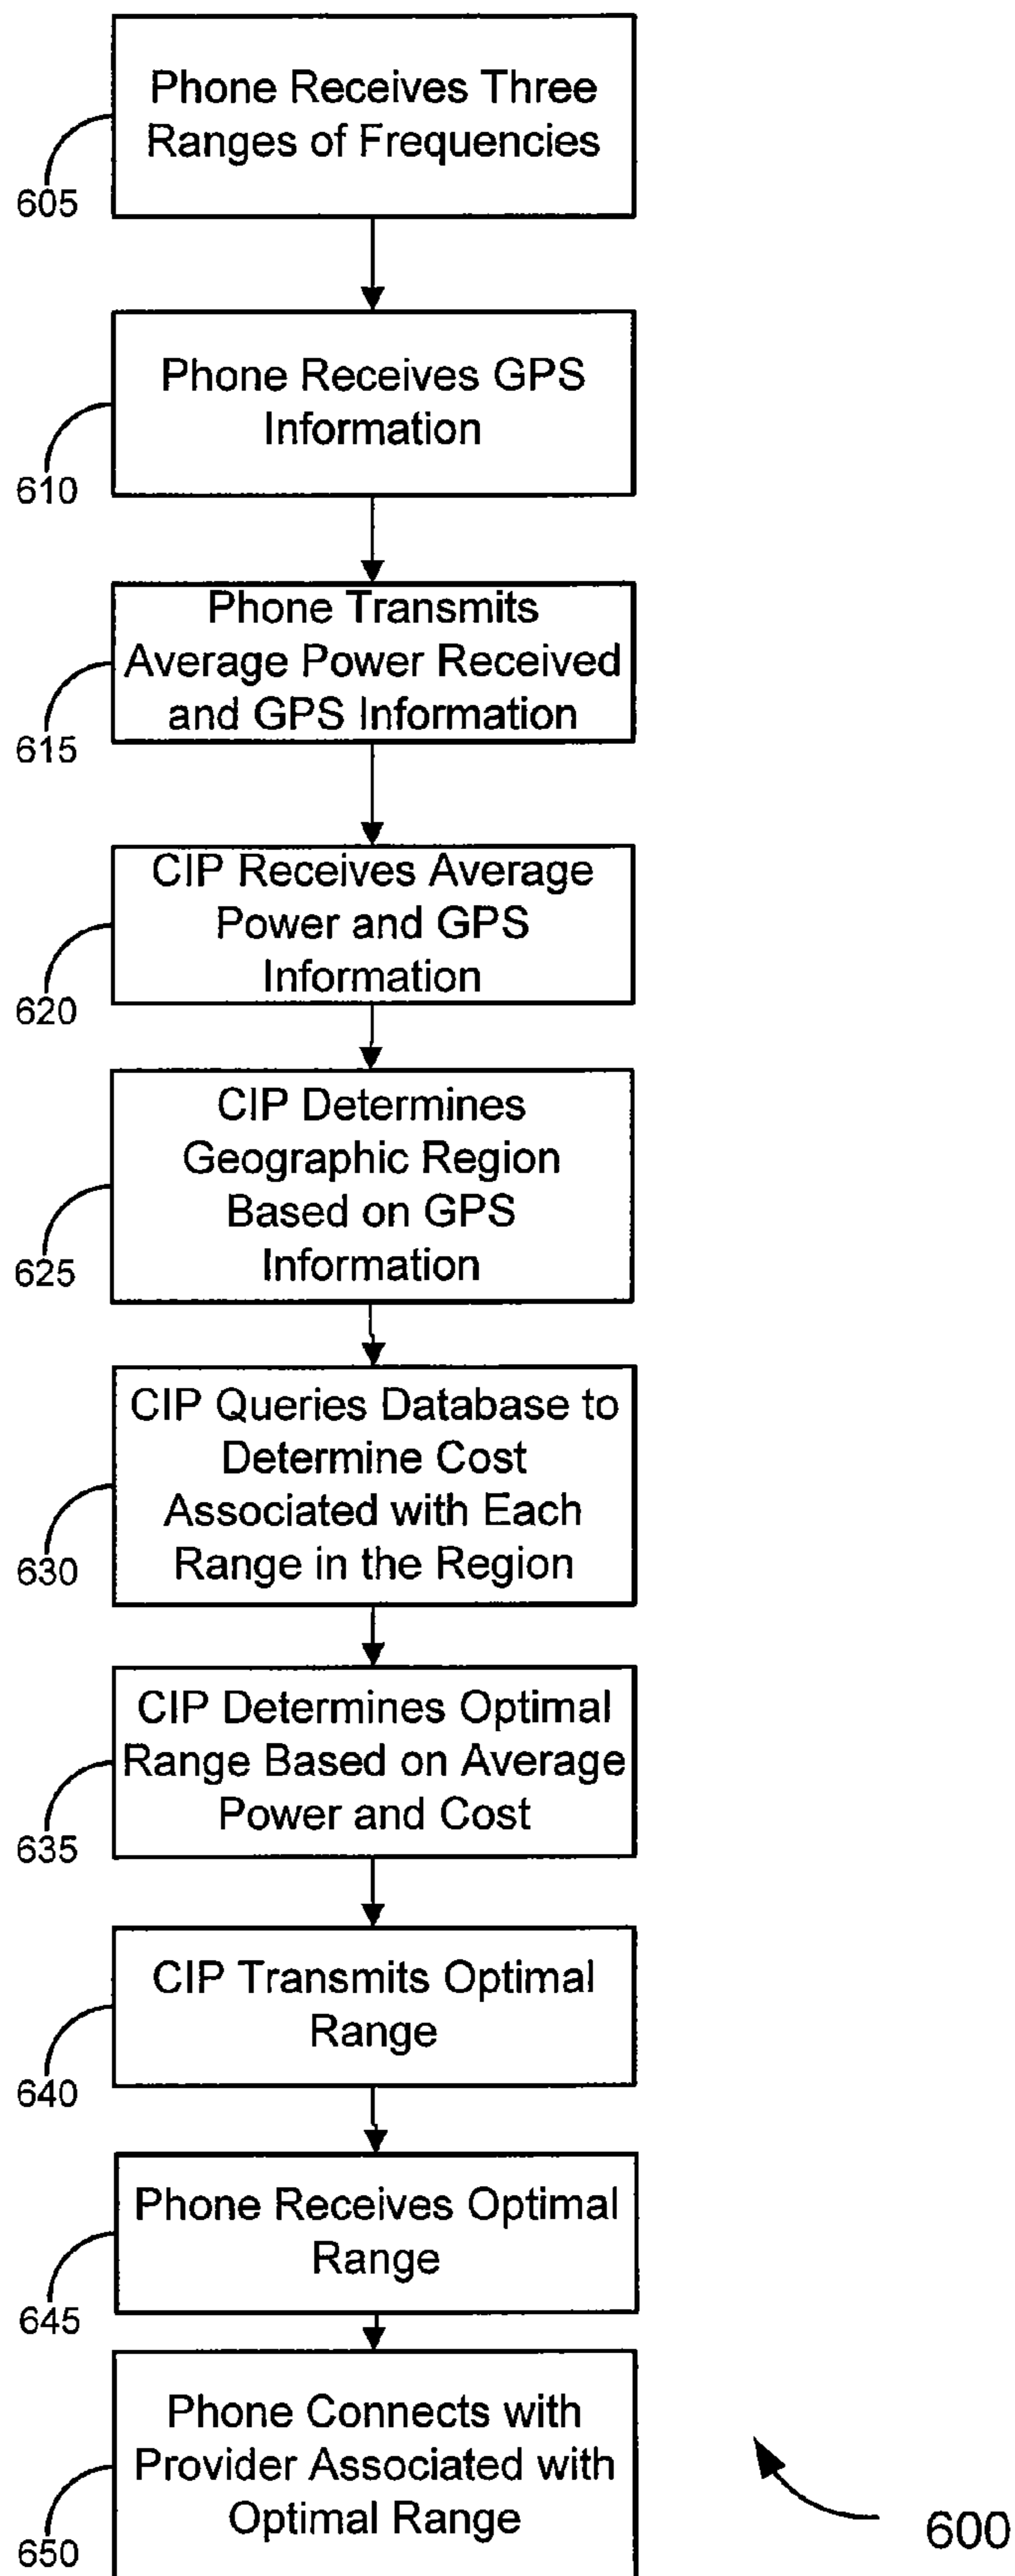 Phone Receives Three
Ranges of Frequencies
605
Phone Receives GPS
Information
610
Phone Transmits
Average Power Received
and GPS Information
615
CIP Receives Average
Power and GPS
Information
620
CIP Determines
Geographic Region
Based on GPS
Information
625
CIP Queries Database to
Determine Cost
Associated with Each
Range in the Region
630
CIP Determines Optimal
Range Based on Average
Power and Cost
635
CIP Transmits Optimal
Range
640
Phone Receives Optimal
Range
645
Phone Connects with
Provider Associated with
Optimal Range
650
600